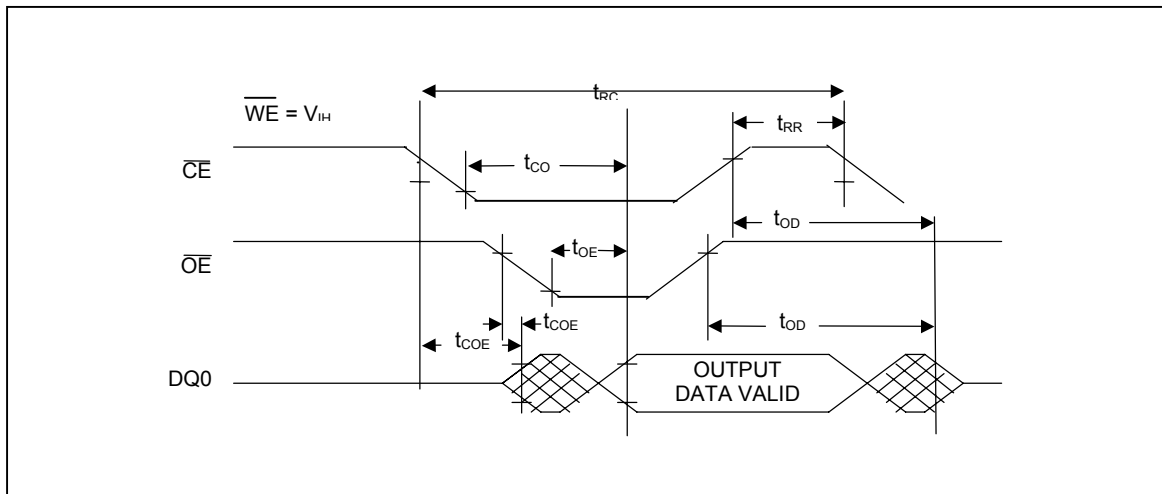 tRC
WE = VIH
tRR
tCO
CE
tOD
tOE
OE
tCOE
tOD
tCOE
OUTPUT
DQ0
DATA VALID